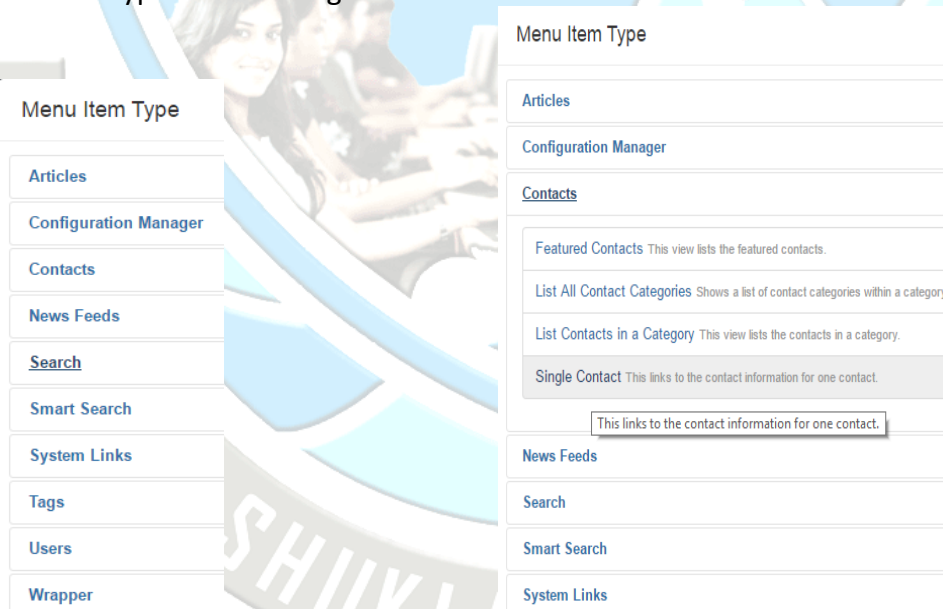 Menu Item Type
Articles
Configuration Manager
Contacts
News Feeds
Search
Smart Search
System Links
Tags
Users
Wrapper
Menu Item Type
Articles
Configuration Manager
Contacts
Featured Contacts This view lists the featured contacts.
List All Contact Categories Shows a list of contact categories within a category
List Contacts in a Category This view lists the contacts in a category.
Single Contact This links to the contact information for one contact.
This links to the contact information for one contact.
News Feeds
Search
Smart Search
System Links